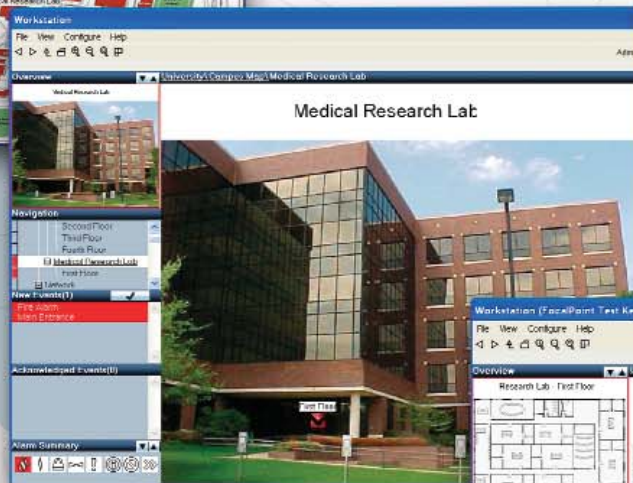 Medical Research Lab
Workstation
File View Configure Help
Overview
University\Campus Map\Medical Research Lab
Medical Research Lab
Medical Research Lab
Navigation
Second Floor
Third Floor
Fourth Floor
Medical Research Lab
First Floor
Network
New Events(1)
Fire Alarm
Main Entrance
First Floor
Acknowledged Events(0)
Alarm Summary
Workstation (FocalPoint Test
File View Configure Help
Overview
Research Lab - First Floor